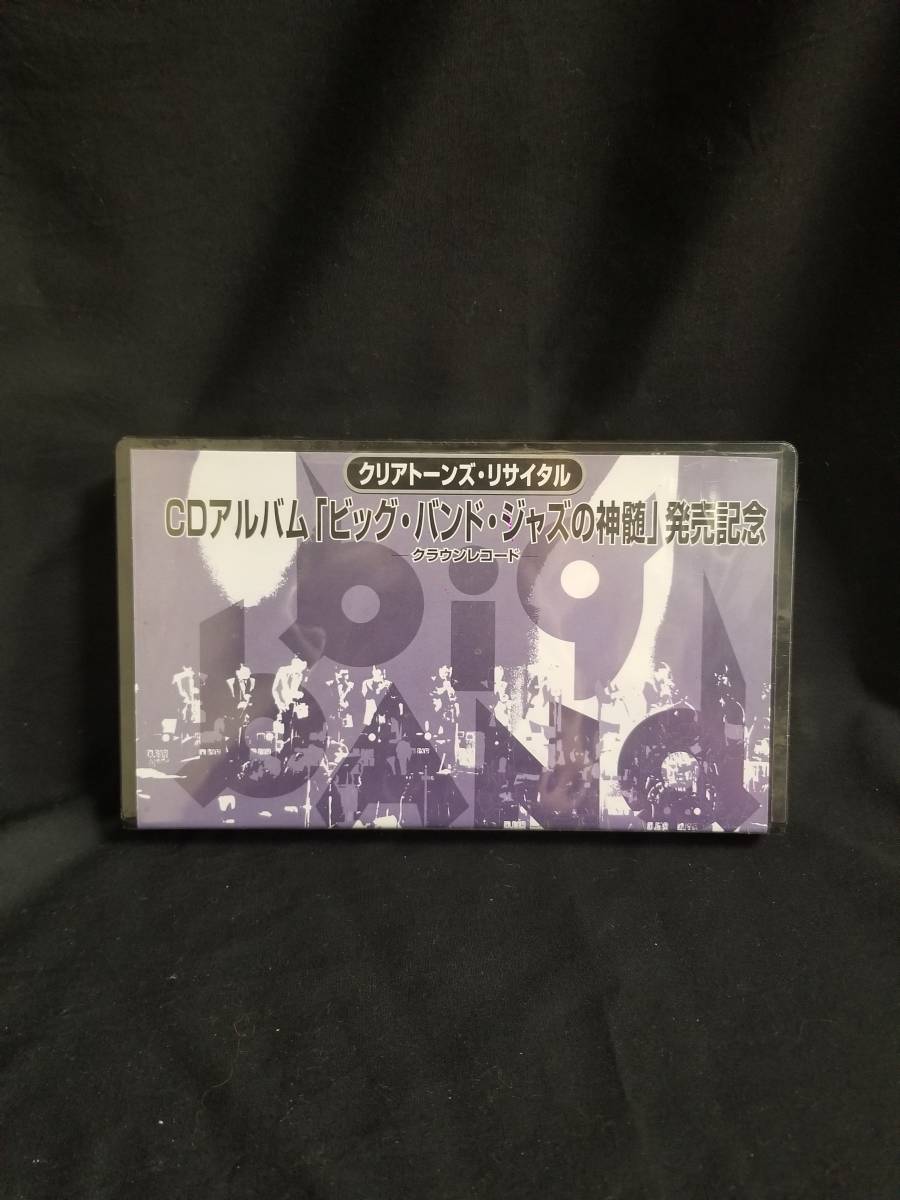 クリアトーンズ・リサイタル
CDアルバム「ビッグ・バンド・ジャズの神髄」発売記念
クラウンレコード
big
BAND